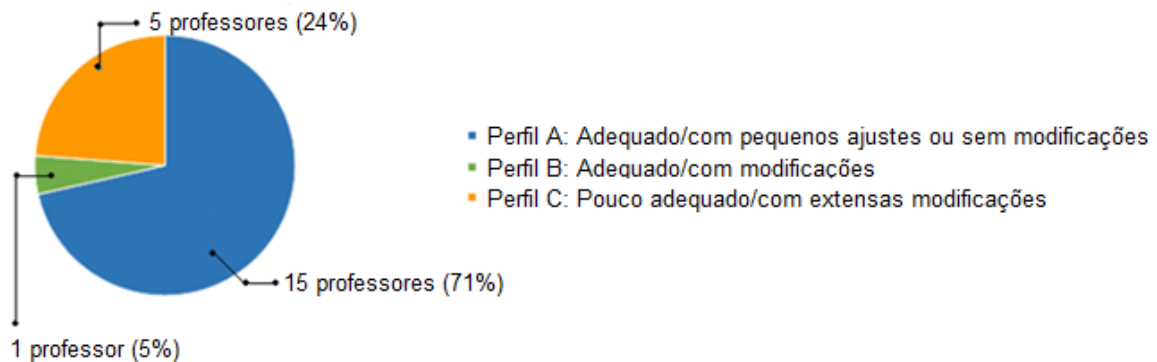 5 professores (24%)
Perfil A: Adequado/com pequenos ajustes ou sem modificações
Perfil B: Adequado/com modificações
Perfil C: Pouco adequado/com extensas modificações
15 professores (71%)
1 professor (5%)